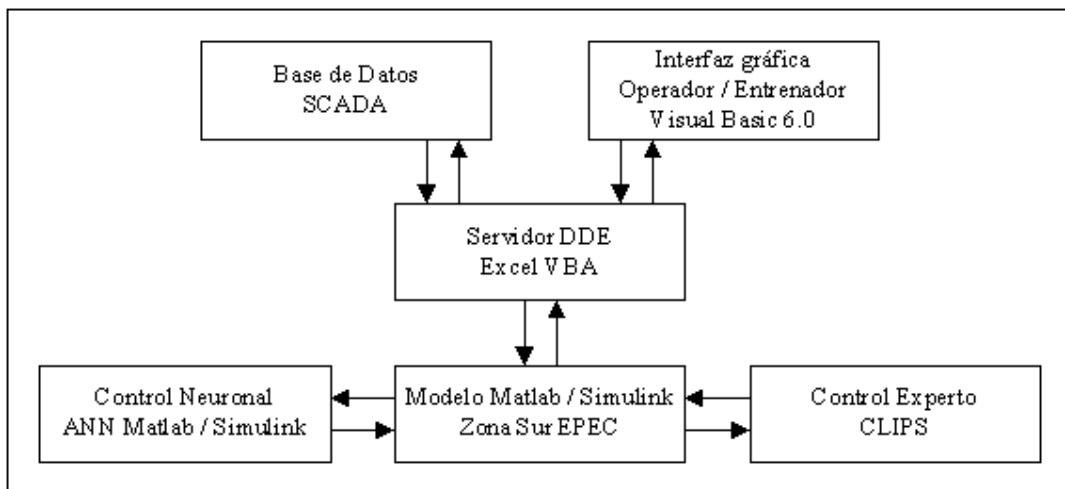 Base de Datos
SCADA
Interfaz gráfica
Operador / Entrenador
Visual Basic 6.0
Servidor DDE
Excel VBA
Control Neuronal
ANN Matlab / Simulink
Modelo Matlab / Simulink
Zona Sur EPEC
Control Experto
CLIPS